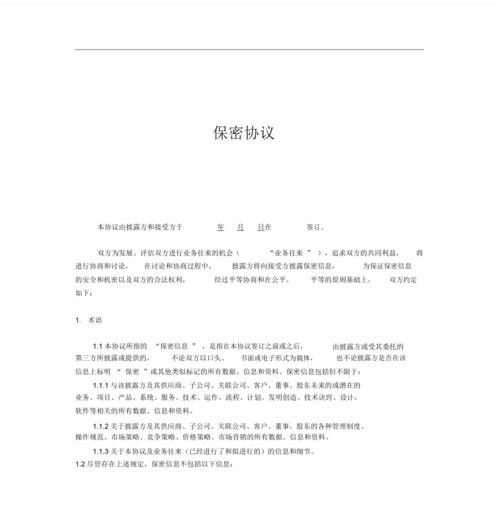 保密协议
本协议由披露方和接受方于 年 月 日在 签订。
双方为发展、评估双方进行业务往来的机会( “业务往来 ” ),追求双方的共同利益, 将
进行协商和讨论, 在讨论和协商过程中, 披露方将向接受方披露保密信息, 为保证保密信息
的安全和机密以及双方的合法权利, 经过平等协商和在公平、 平等的原则基础上, 双方约定
如下:
1. 术语
1.1 本协议所指的 “保密信息 ” ,是指在本协议签订之前或之后, 由披露方或受其委托的
第三方所披露或提供的, 不论双方以口头、 书面或电子形式为载体, 也不论披露方是否在该
信息上标明 “ 保密 ”或其他类似标记的所有数据、信息和资料。保密信息包括但不限于:
1.1.1 与该披露方及其供应商、子公司、关联公司、客户、董事、股东未来的或潜在的
业务、项目、产品、系统、服务、技术、运作、流程、计划、发明创造、技术诀窍、设计,
软件等相关的所有数据、信息和资料。
1.1.2 关于披露方及其供应商、子公司、关联公司、客户、董事、股东的各种管理制度、
操作规范、市场策略、竞争策略、价格策略、市场营销的所有数据、信息和资料。
1.1.3 关于本协议及业务往来(已经进行了和拟进行的)的信息和细节。
1.2 尽管存在上述规定,保密信息不包括以下信息: